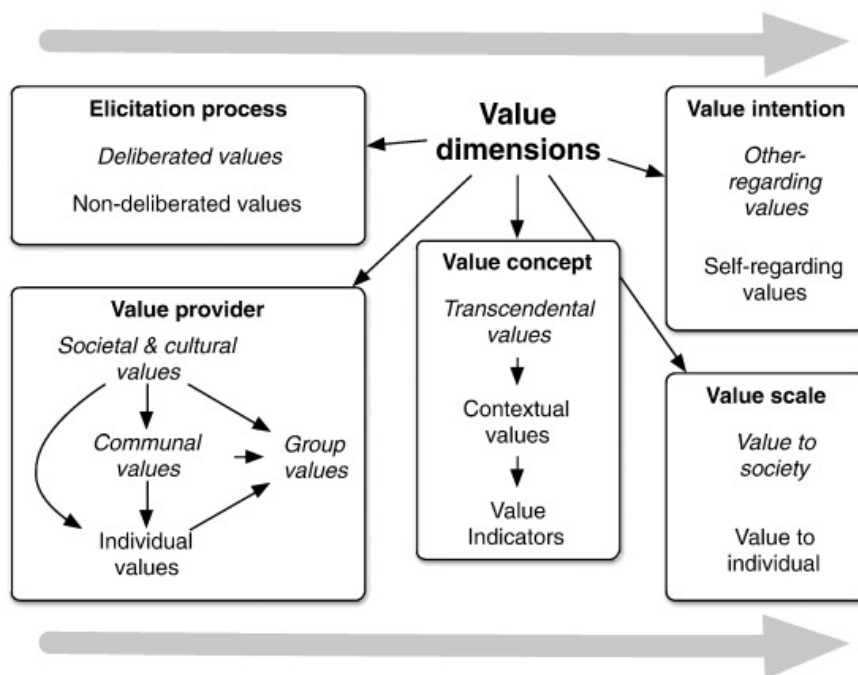 Elicitation process
Deliberated values
Non-deliberated values
Value
dimensions
Value intention
Other-
regarding
values
Self-regarding
values
Value provider
Societal & cultural
values
Communal
values
Group
values
Individual
values
Value concept
Transcendental
values
Contextual
values
Value
Indicators
Value scale
Value to
society
Value to
individual